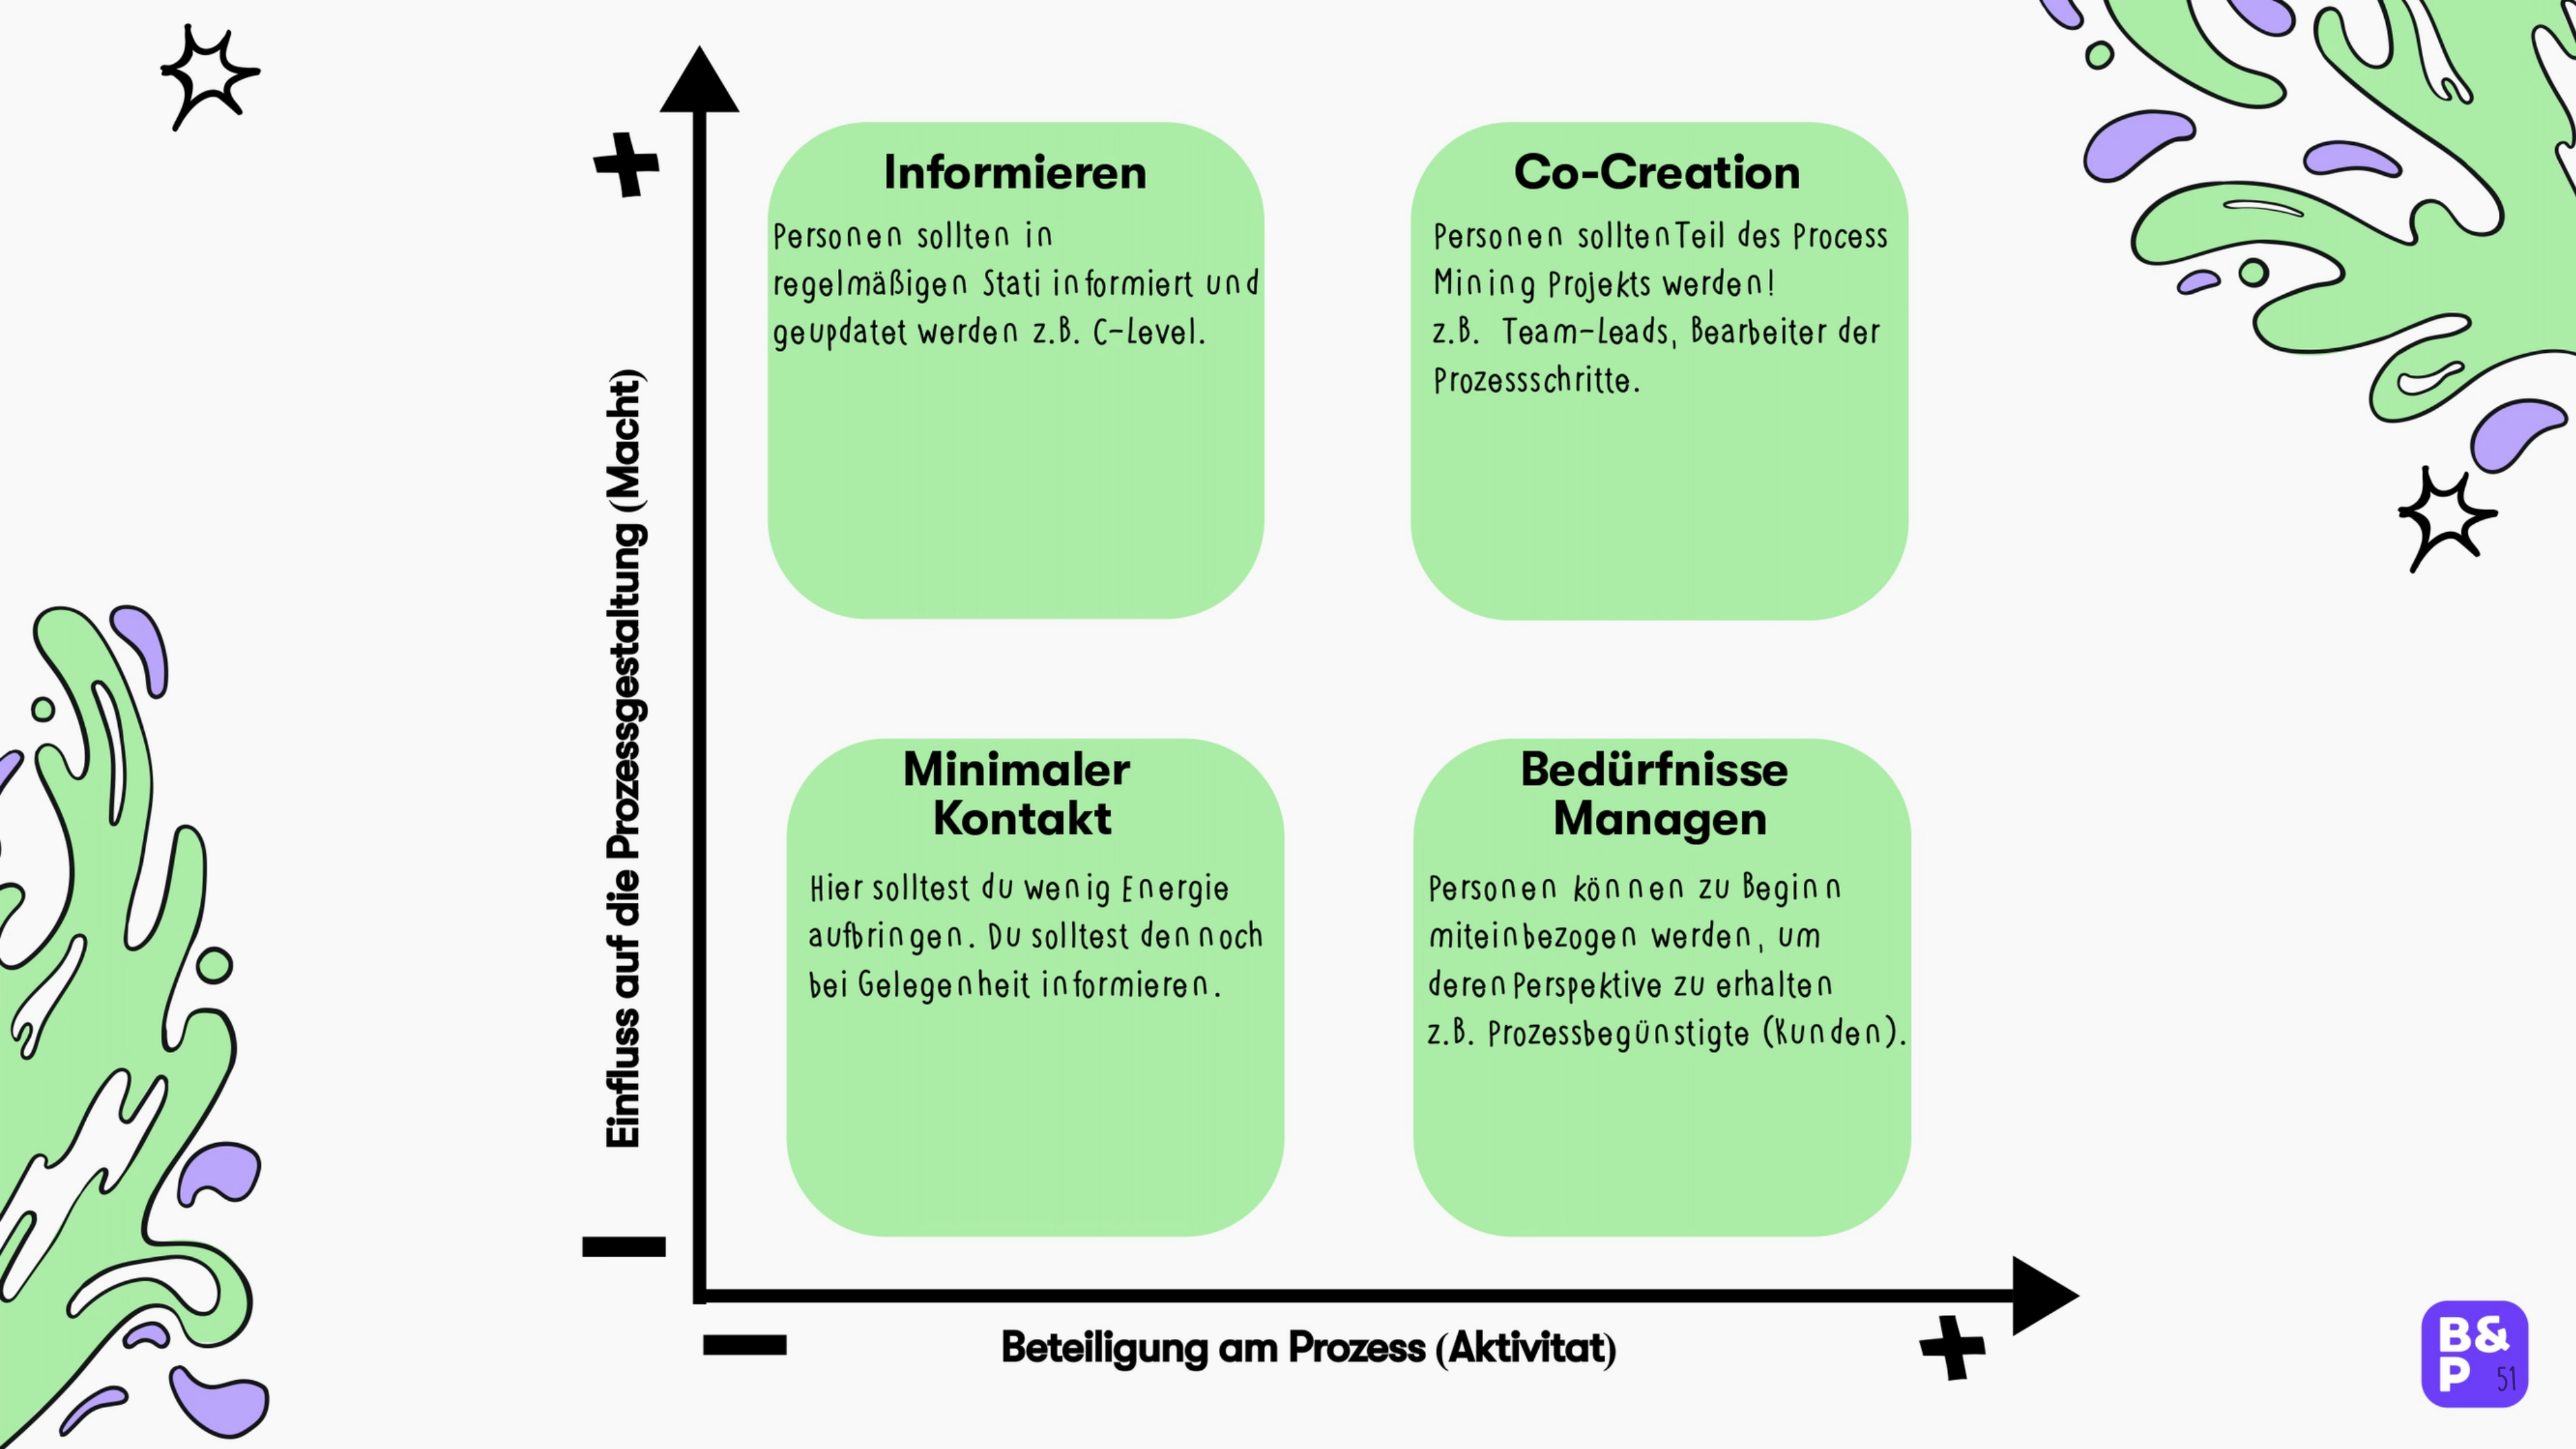 Informieren
Personen sollten in
regelmäßigen Stati informiert und
geupdatet werden z.B. C-Level.
Co-Creation
Personen sollten Teil des Process
Mining Projekts werden!
z.B. Team-Leads, Bearbeiter der
Prozessschritte.
Einfluss auf die Prozessgestaltung (Macht)
Minimaler
Kontakt
Hier solltest du wenig Energie
aufbringen. Du solltest dennoch
bei Gelegenheit informieren.
Bedürfnisse
Managen
Personen können zu Beginn
miteinbezogen werden, um
deren Perspektive zu erhalten
z.B. Prozessbegünstigte (Kunden).
Beteiligung am Prozess (Aktivitat)
B&
P 51